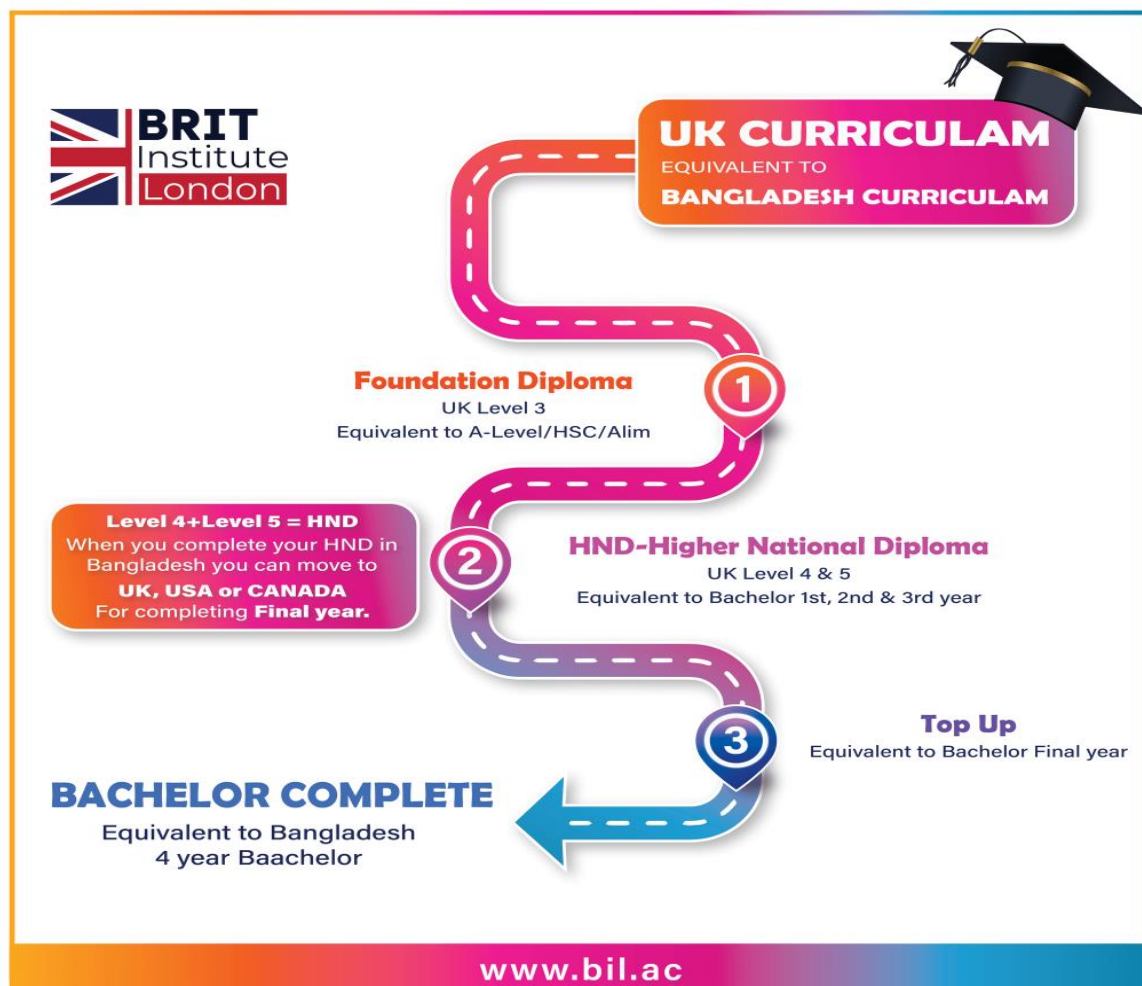 BRIT
Institute
London
UK CURRICULAM
EQUIVALENT TO
BANGLADESH CURRICULAM
1
Foundation Diploma
UK Level 3
Equivalent to A-Level/HSC/Alim
Level 4+Level 5 = HND
When you complete your HND in
Bangladesh you can move to
UK, USA or CANADA
For completing Final year.
2
HND-Higher National Diploma
UK Level 4 & 5
Equivalent to Bachelor 1st, 2nd & 3rd year
3
Top Up
Equivalent to Bachelor Final year
BACHELOR COMPLETE
Equivalent to Bangladesh
4 year Baachelor
www.bil.ac